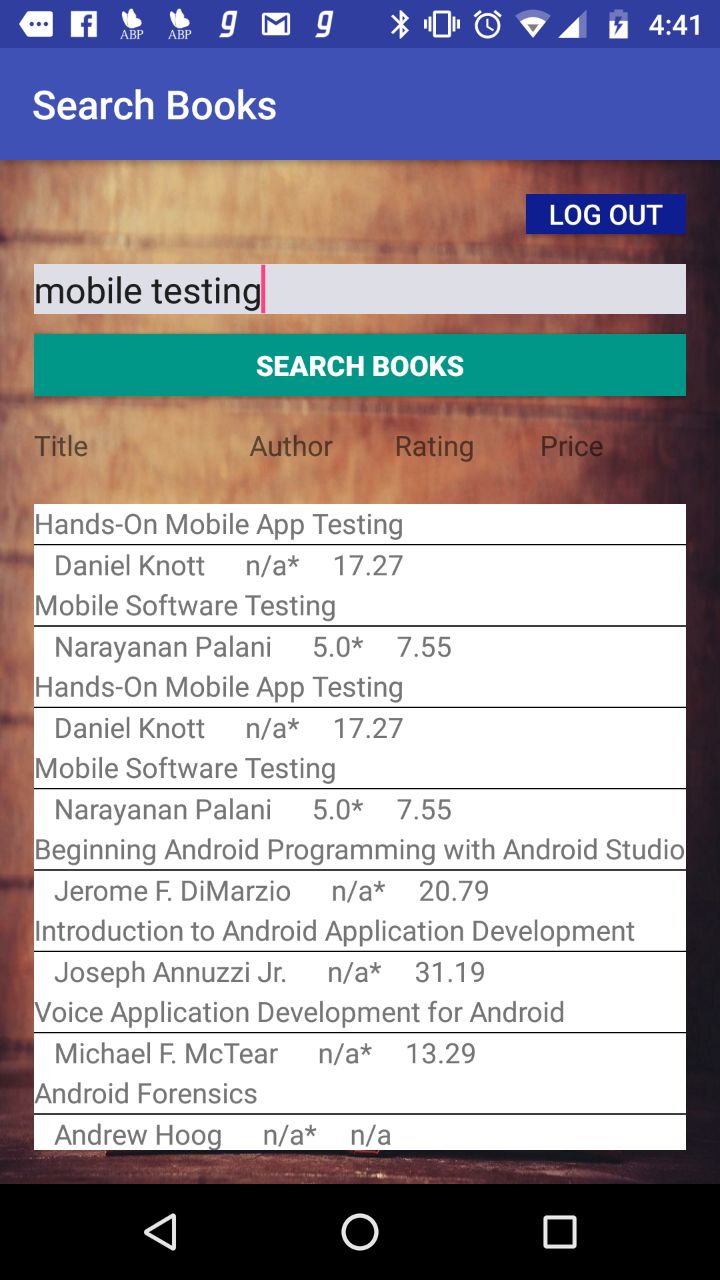 ABP ABP g g 4:41
Search Books
LOG OUT
mobile testing
SEARCH BOOKS
Title Author Rating Price
Hands-On Mobile App Testing
Daniel Knott n/a* 17.27
Mobile Software Testing
Narayanan Palani 5.0* 7.55
Hands-On Mobile App Testing
Daniel Knott n/a* 17.27
Mobile Software Testing
Narayanan Palani 5.0* 7.55
Beginning Android Programming with Android Studio
Jerome F. DiMarzio n/a* 20.79
Introduction to Android Application Development
Joseph Annuzzi Jr. n/a* 31.19
Voice Application Development for Android
Michael F. McTear n/a* 13.29
Android Forensics
Andrew Hoog n/a* n/a